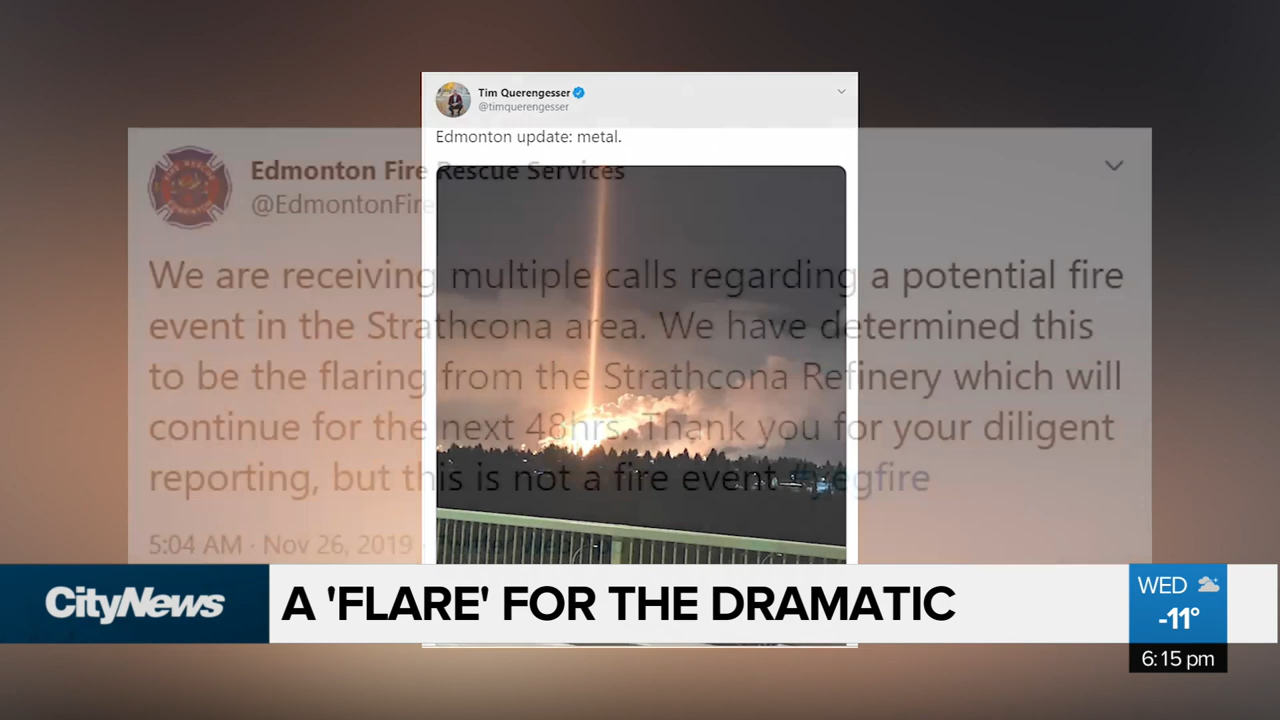 Tim Querengesser
@timquerengesser
Edmonton update: metal.
Edmonton Fire Rescue Services
@EdmontonFire
We are receiving multiple calls regarding a potential fire
event in the Strathcona area. We have determined this
to be the flaring from the Strathcona Refinery which will
continue for the next 48hrs. Thank you for your diligent
reporting, but this is not a fire event #yegfire
5:04 AM · Nov 26, 2019 ·
CityNews
A 'FLARE' FOR THE DRAMATIC
WED
-11°
6:15 pm